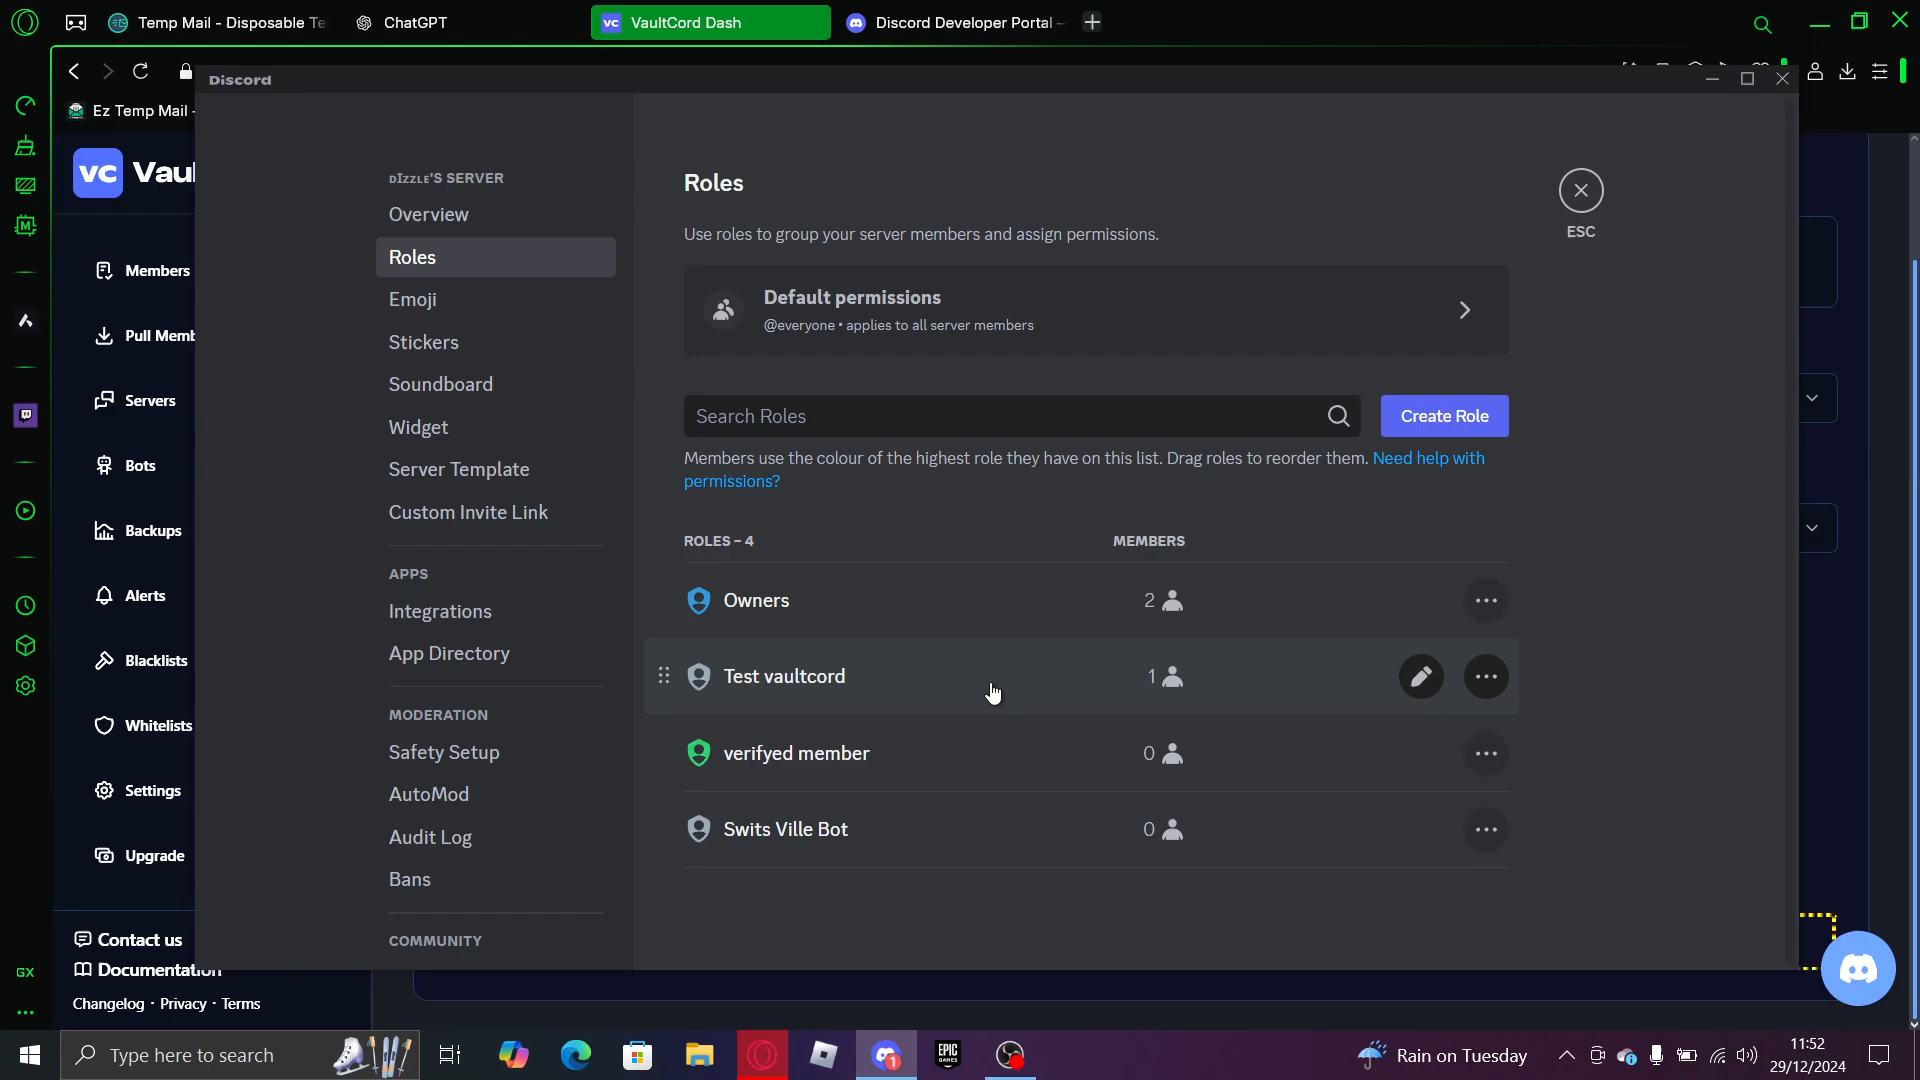 Temp Mail - Disposable Te
ChatGPT
VaultCord Dash
Discord Developer Portal -
Discord
Ez Temp Mail -
vc Vaul
Members
Pull Memb
Servers
Bots
Backups
Alerts
Blacklists
Whitelists
Settings
Upgrade
Contact us
Documentation
Changelog · Privacy · Terms
DIZZLE'S SERVER
Overview
Roles
Emoji
Stickers
Soundboard
Widget
Server Template
Custom Invite Link
APPS
Integrations
App Directory
MODERATION
Safety Setup
AutoMod
Audit Log
Bans
COMMUNITY
Roles
Use roles to group your server members and assign permissions.
Default permissions
@everyone • applies to all server members
Search Roles
Create Role
Members use the colour of the highest role they have on this list. Drag roles to reorder them. Need help with
permissions?
ROLES – 4
MEMBERS
Owners
2
Test vaultcord
1
verifyed member
0
Swits Ville Bot
0
ESC
GX
Type here to search
EPIC
GAMES
1
Rain on Tuesday
11:52
29/12/2024